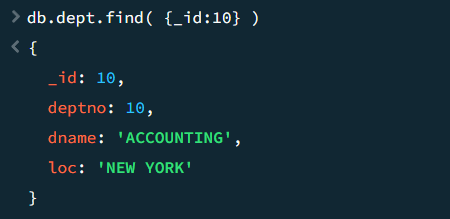 > db.dept.find( {_id:10} )
< {
_id: 10,
deptno: 10,
dname: 'ACCOUNTING',
loc: 'NEW YORK'
}